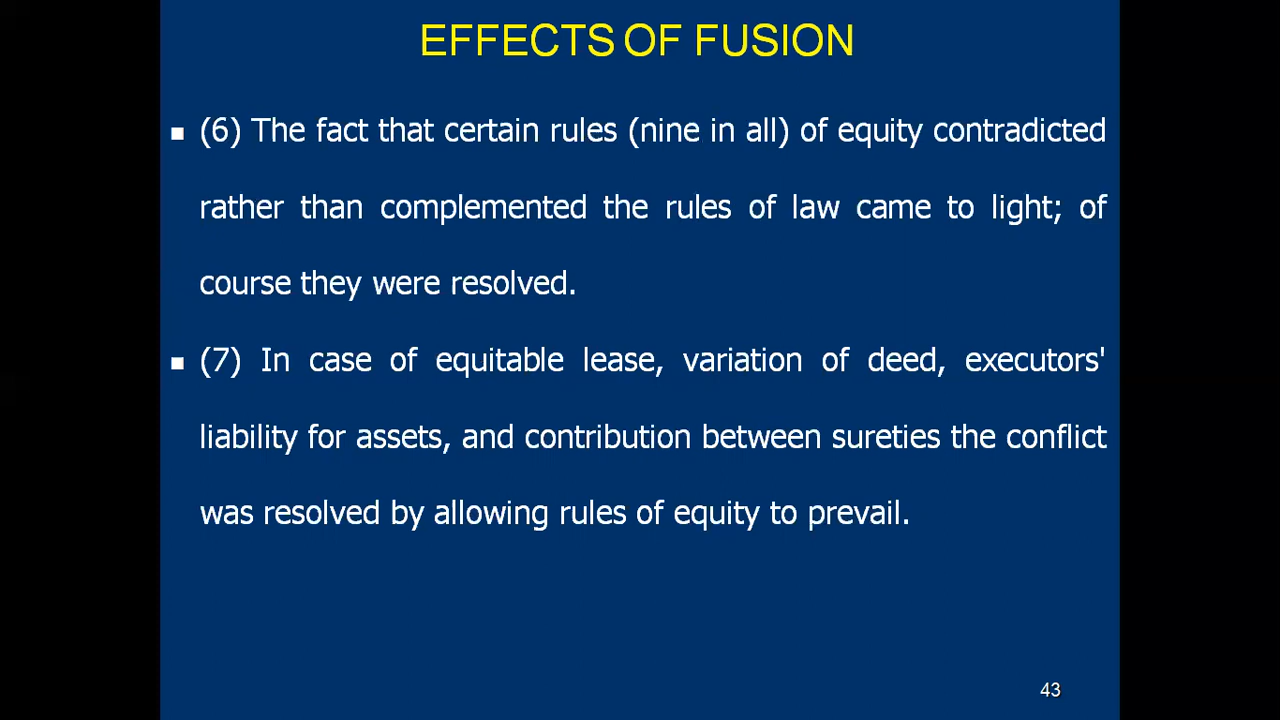 EFFECTS OF FUSION
(6) The fact that certain rules (nine in all) of equity contradicted
rather than complemented the rules of law came to light; of
course they were resolved.
(7) In case of equitable lease, variation of deed, executors'
liability for assets, and contribution between sureties the conflict
was resolved by allowing rules of equity to prevail.
43